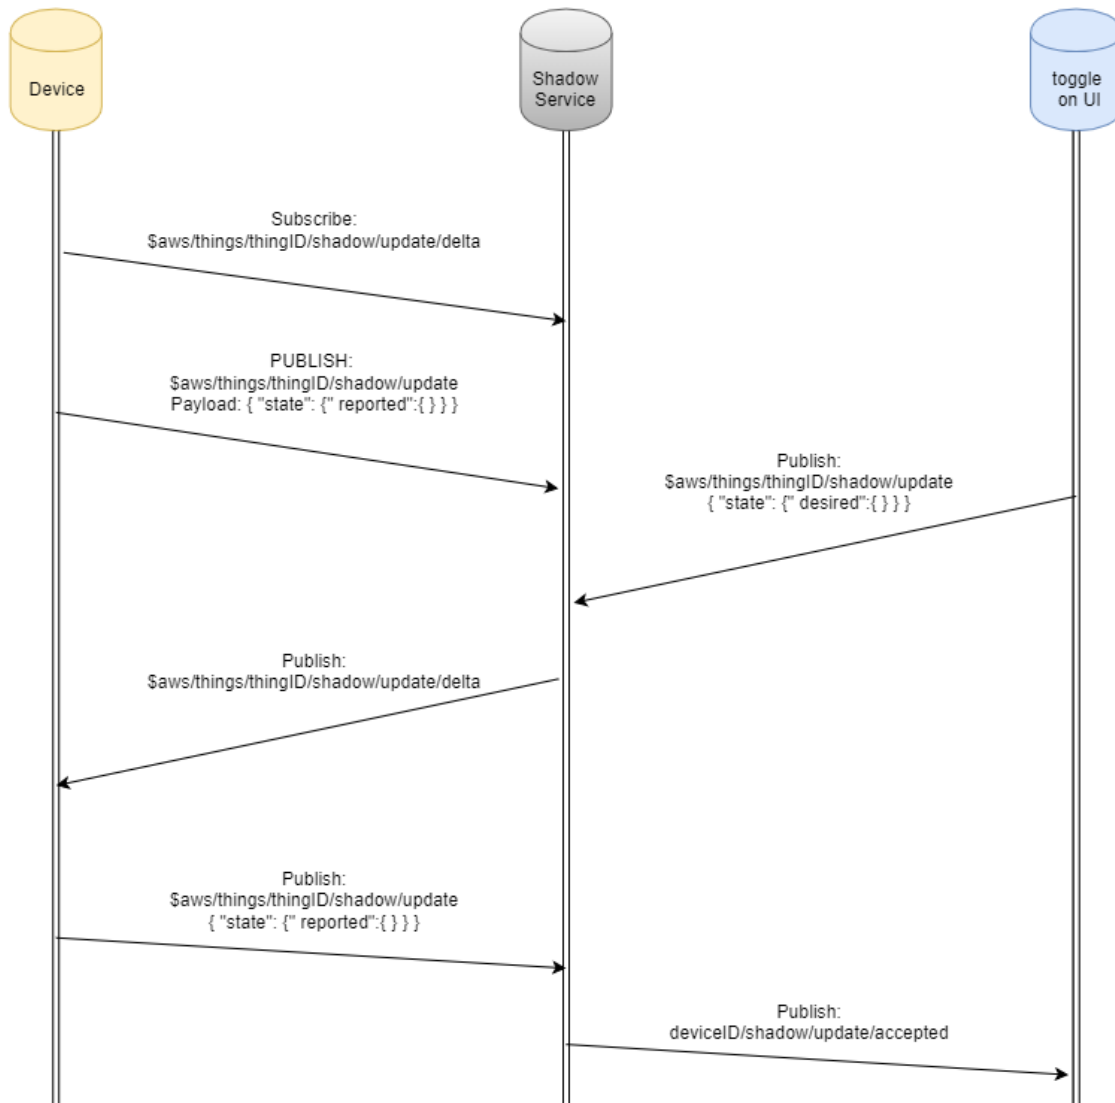 Device
Shadow
Service
toggle
on UI
Subscribe:
$aws/things/thingID/shadow/update/delta
PUBLISH:
$aws/things/thingID/shadow/update
Payload: { "state": {" reported":{ } } }
Publish:
$aws/things/thingID/shadow/update
{ "state": {" desired":{ } } }
Publish:
$aws/things/thingID/shadow/update/delta
Publish:
$aws/things/thingID/shadow/update
{ "state": {" reported":{ } } }
Publish:
deviceID/shadow/update/accepted